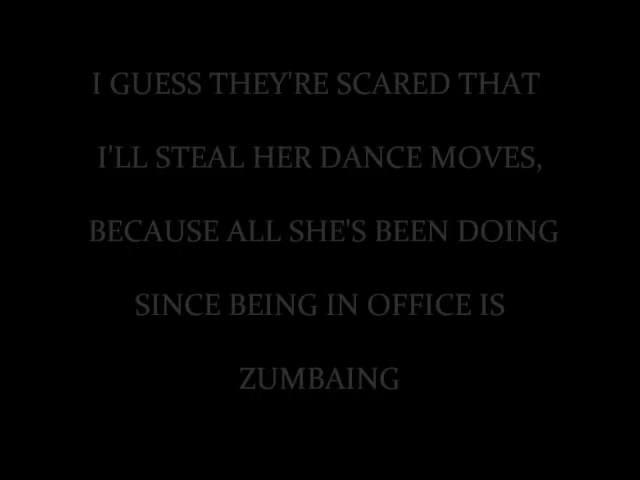 I GUESS THEY'RE SCARED THAT
I'LL STEAL HER DANCE MOVES,
BECAUSE ALL SHE'S BEEN DOING
SINCE BEING IN OFFICE IS
ZUMBAING